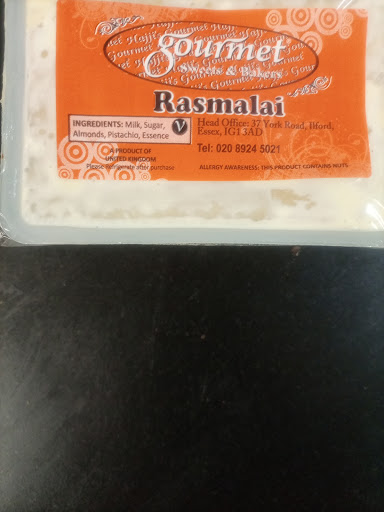 gourmet
Sweets & Bakers
Rasmalai
INGREDIENTS: Milk, Sugar,
Almonds, Pistachio, Essence
V
Head Office: 37 York Road, Ilford,
Essex, IG1 3AD
A PRODUCT OF
UNITED KINGDOM
Please Refrigerate after purchase
Tel: 020 8924 5021
ALLERGY AWARENESS: THIS PRODUCT CONTAINS NUTS